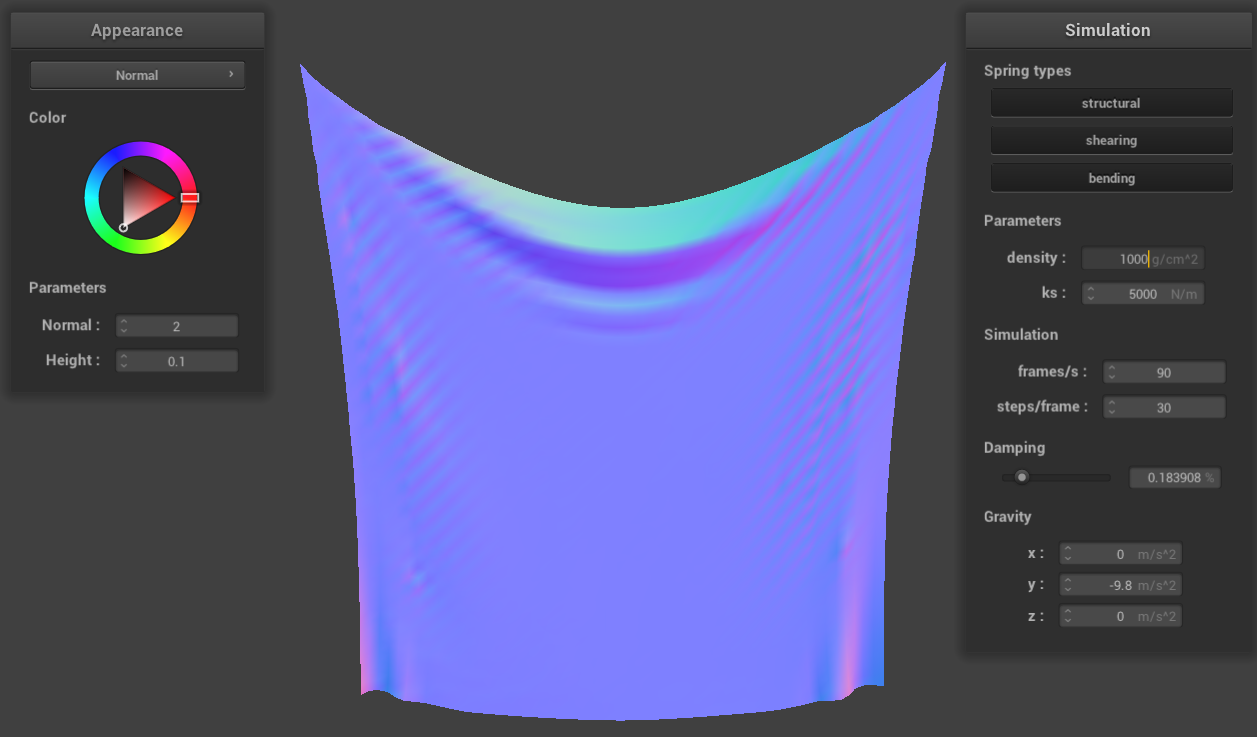 Appearance
Normal
Color
Parameters
Normal : 2
Height : 0.1
Simulation
Spring types
structural
shearing
bending
Parameters
density : 1000 g/cm^2
ks : 5000 N/m
Simulation
frames/s : 90
steps/frame : 30
Damping
0.183908 %
Gravity
x : 0 m/s^2
y : -9.8 m/s^2
z : 0 m/s^2